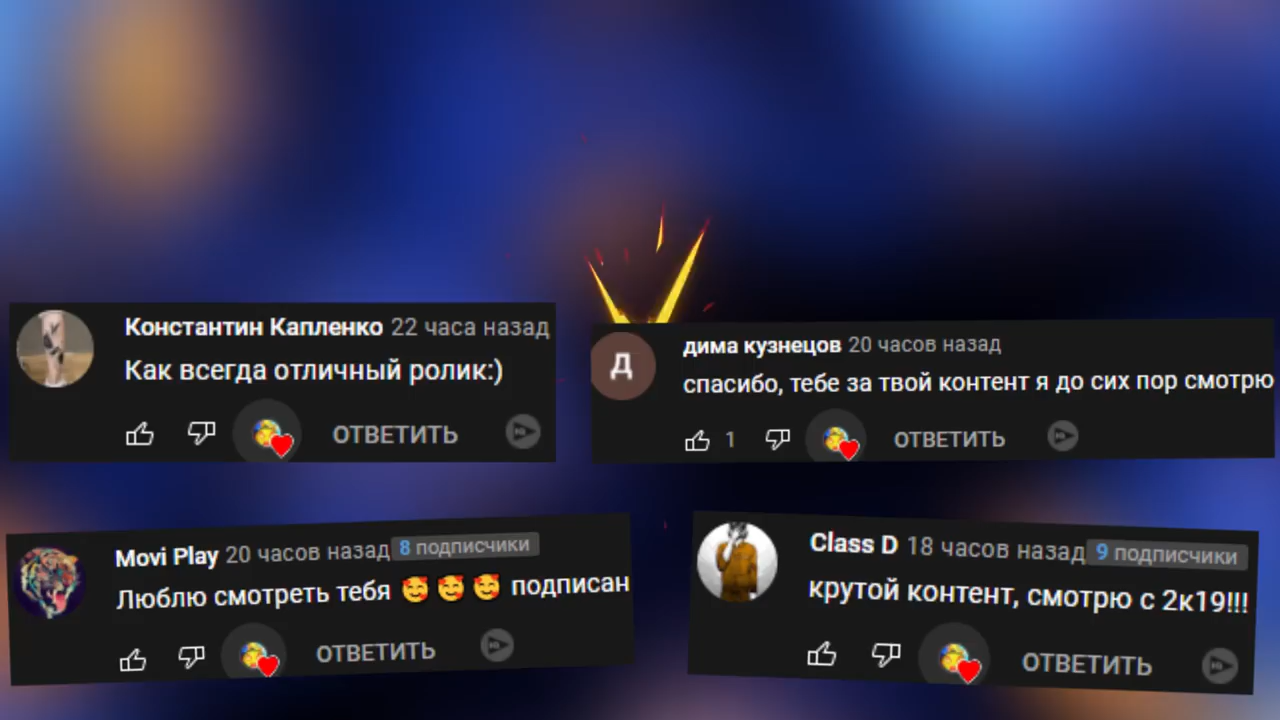 Константин Капленко 22 часа назад
Как всегда отличный ролик:)
ОТВЕТИТЬ
Д
дима кузнецов 20 часов назад
спасибо, тебе за твой контент я до сих пор смотрю
1
ОТВЕТИТЬ
Movi Play 20 часов назад 8 подписчики
Люблю смотреть тебя 🥰 🥰 🥰 подписан
ОТВЕТИТЬ
Class D 18 часов назад 9 подписчики
крутой контент, смотрю с 2к19!!!
ОТВЕТИТЬ